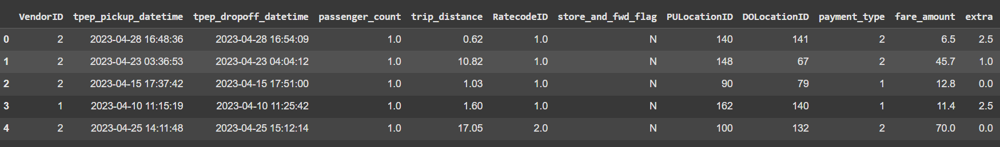 VendorID tpep_pickup_datetime tpep_dropoff_datetime passenger_count trip_distance RatecodeID store_and_fwd_flag PULocationID DOLocationID payment_type fare_amount extra
0 2 2023-04-28 16:48:36 2023-04-28 16:54:09 1.0 0.62 1.0 N 140 141 2 6.5 2.5
1 2 2023-04-23 03:36:53 2023-04-23 04:04:12 1.0 10.82 1.0 N 148 67 2 45.7 1.0
2 2 2023-04-15 17:37:42 2023-04-15 17:51:00 1.0 1.03 1.0 N 90 79 1 12.8 0.0
3 1 2023-04-10 11:15:19 2023-04-10 11:25:42 1.0 1.60 1.0 N 162 140 1 11.4 2.5
4 2 2023-04-25 14:11:48 2023-04-25 15:12:14 1.0 17.05 2.0 N 100 132 2 70.0 0.0